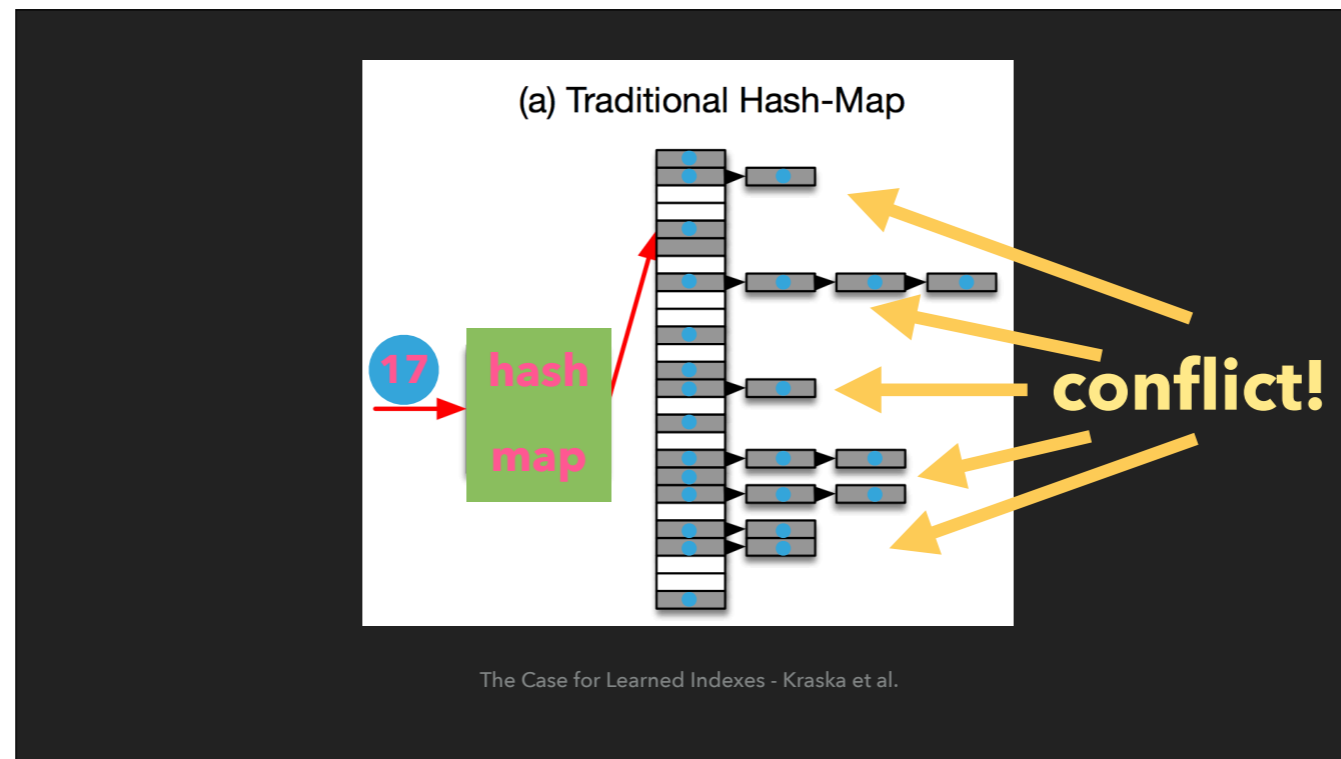 (a) Traditional Hash-Map
17
hash
map
conflict!
The Case for Learned Indexes - Kraska et al.